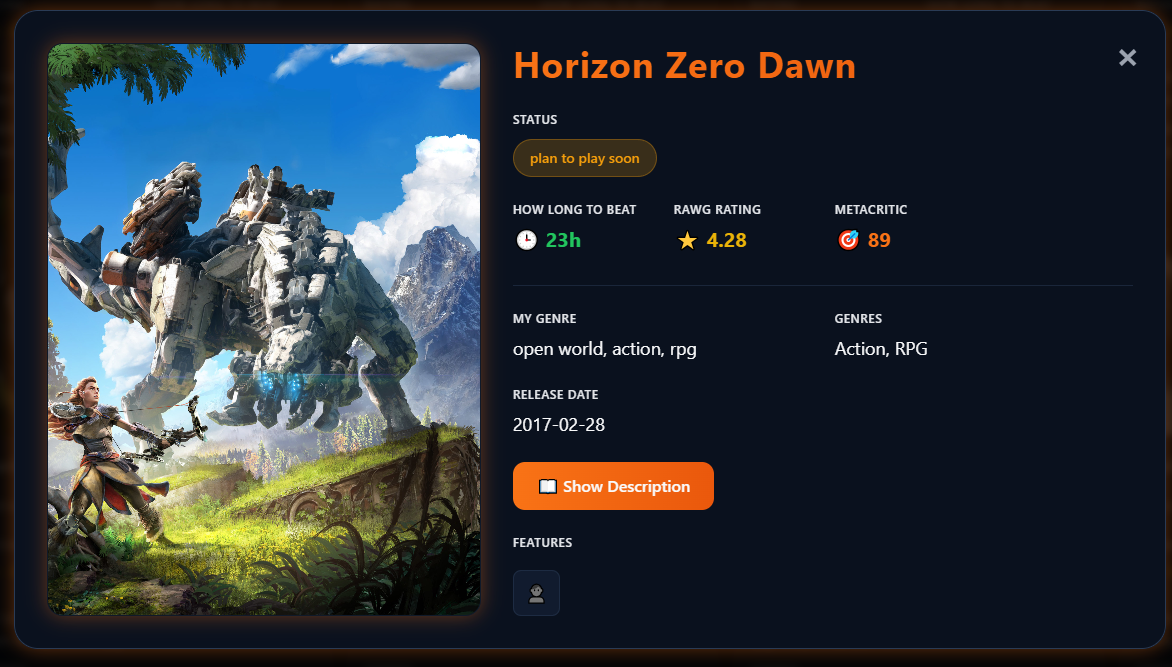 Horizon Zero Dawn
✕
STATUS
plan to play soon
HOW LONG TO BEAT
RAWG RATING
METACRITIC
23h
4.28
89
MY GENRE
GENRES
open world, action, rpg
Action, RPG
RELEASE DATE
2017-02-28
Show Description
FEATURES